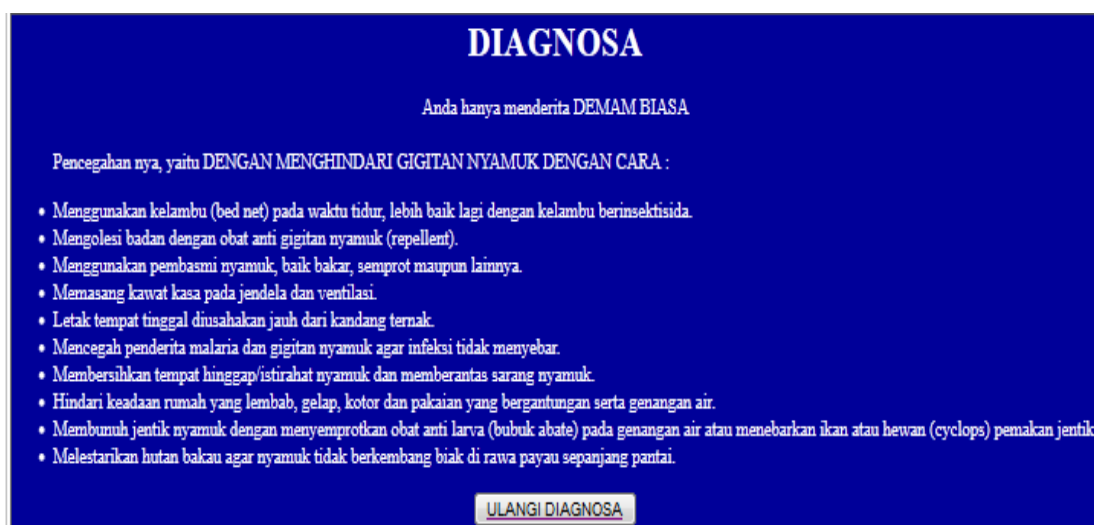 DIAGNOSA
Anda hanya menderita DEMAM BIASA
Pencegahan nya, yaitu DENGAN MENGHINDARI GIGITAN NYAMUK DENGAN CARA :
• Menggunakan kelambu (bed net) pada waktu tidur, lebih baik lagi dengan kelambu berinsektisida.
• Mengolesi badan dengan obat anti gigitan nyamuk (repellent).
• Menggunakan pembasmi nyamuk, baik bakar, semprot maupun lainnya.
• Memasang kawat kasa pada jendela dan ventilasi.
• Letak tempat tinggal diusahakan jauh dari kandang ternak.
• Mencegah penderita malaria dan gigitan nyamuk agar infeksi tidak menyebar.
• Membersihkan tempat hinggap/istirahat nyamuk dan memberantas sarang nyamuk.
• Hindari keadaan rumah yang lembab, gelap, kotor dan pakaian yang bergantungan serta genangan air.
• Membunuh jentik nyamuk dengan menyemprotkan obat anti larva (bubuk abate) pada genangan air atau menebarkan ikan atau hewan (cyclops) pemakan jentik
• Melestarikan hutan bakau agar nyamuk tidak berkembang biak di rawa payau sepanjang pantai.
ULANGI DIAGNOSA